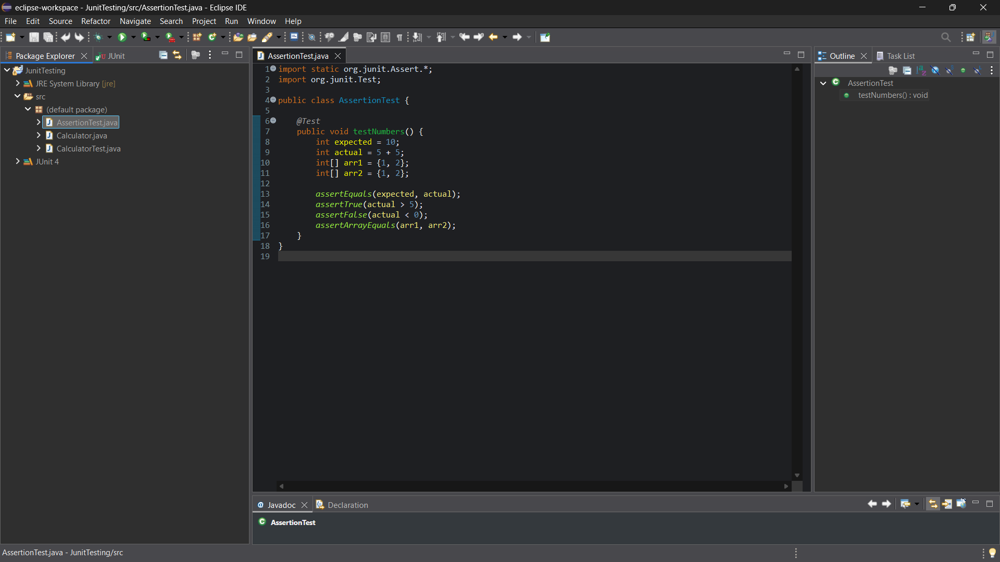 eclipse-workspace - JunitTesting/src/AssertionTest.java - Eclipse IDE
File Edit Source Refactor Navigate Search Project Run Window Help
Package Explorer JUnit
JunitTesting
JRE System Library [jre]
src
(default package)
AssertionTest.java
Calculator.java
CalculatorTest.java
JUnit 4
AssertionTest.java
1 import static org.junit.Assert.*;
2 import org.junit.Test;
3
4 public class AssertionTest {
5
6 @Test
7 public void testNumbers() {
8 int expected = 10;
9 int actual = 5 + 5;
10 int[] arr1 = {1, 2};
11 int[] arr2 = {1, 2};
12
13 assertEquals(expected, actual);
14 assertTrue(actual > 5);
15 assertFalse(actual < 0);
16 assertArrayEquals(arr1, arr2);
17 }
18 }
19
Outline Task List
AssertionTest
testNumbers() : void
@ Javadoc Declaration
AssertionTest
AssertionTest.java - JunitTesting/src